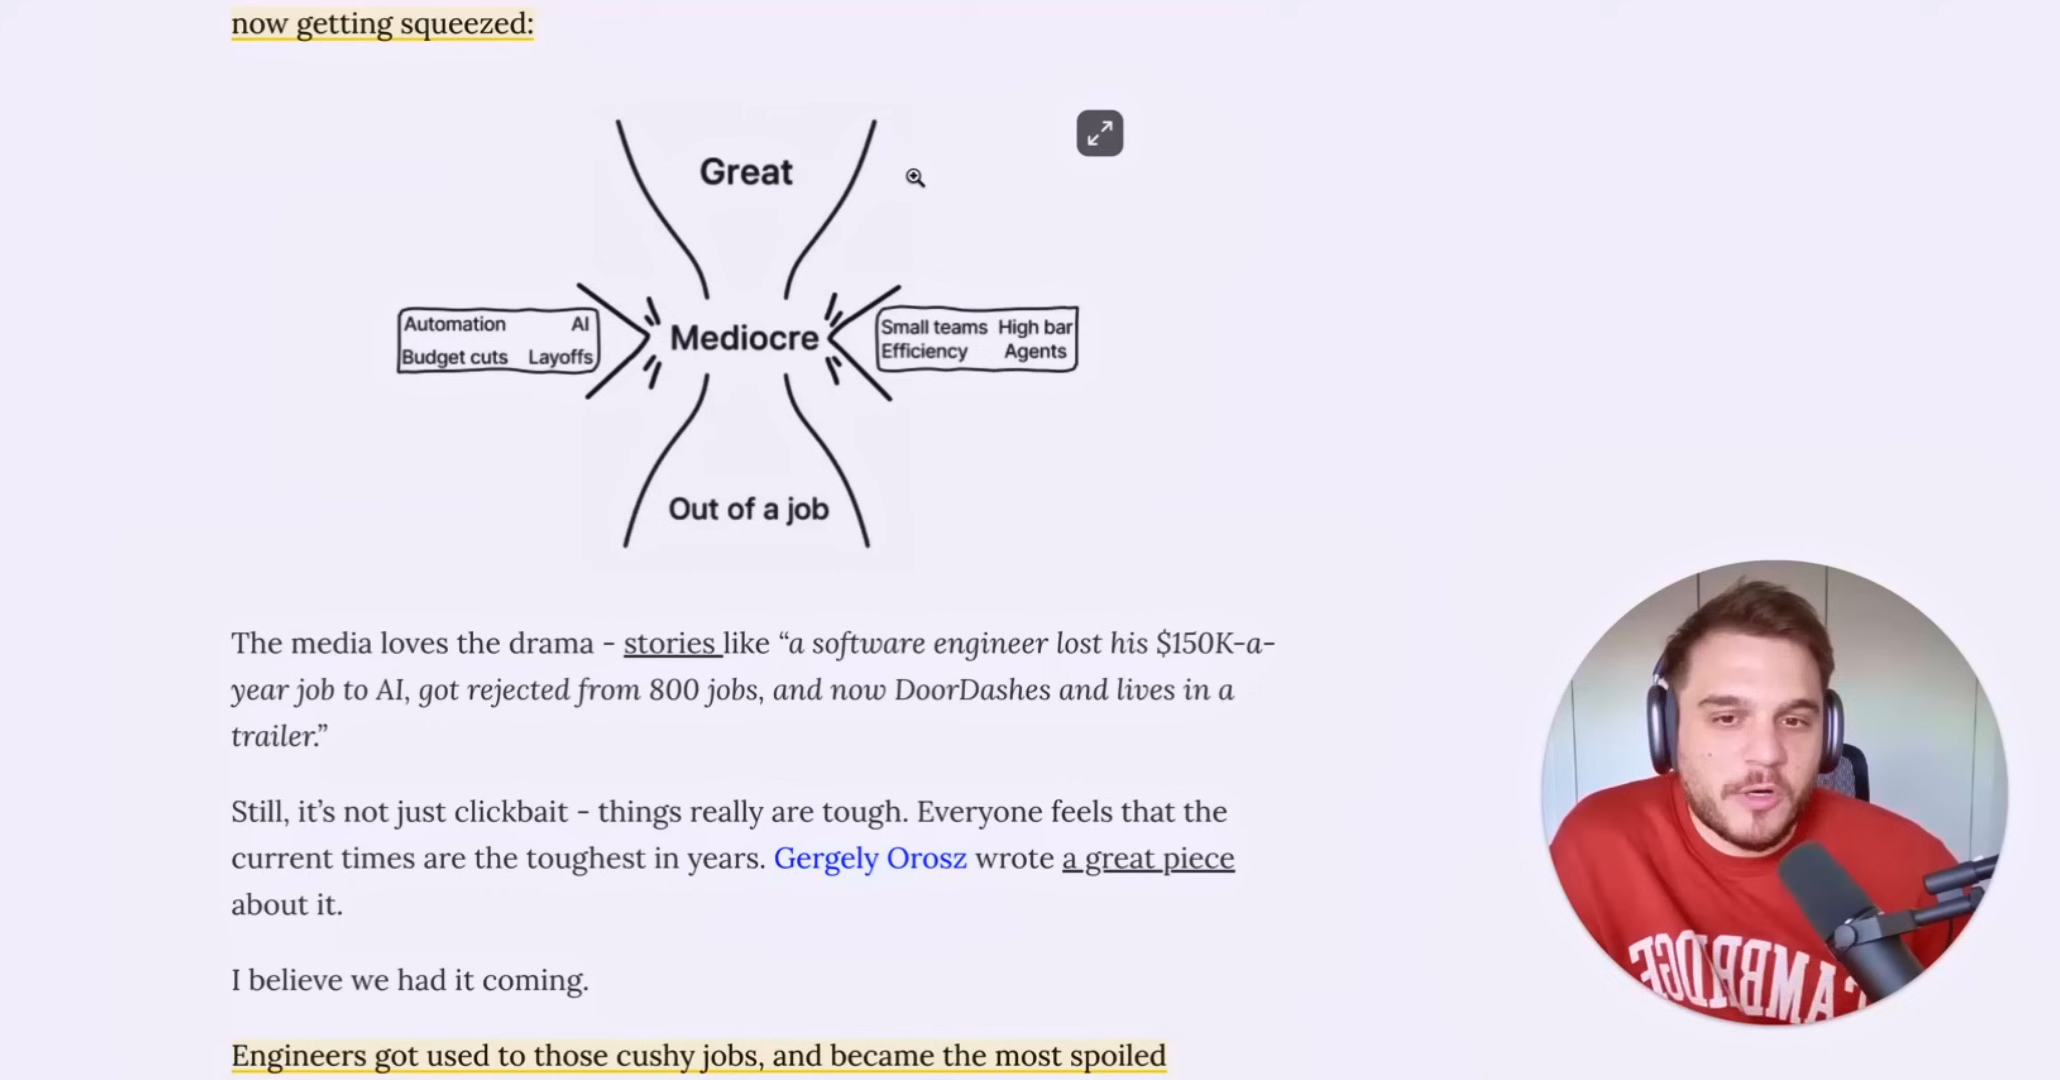 now getting squeezed:
Great
Automation AI
Budget cuts Layoffs
Mediocre
Small teams High bar
Efficiency Agents
Out of a job
The media loves the drama - stories like “a software engineer lost his $150K-a-
year job to AI, got rejected from 800 jobs, and now DoorDashes and lives in a
trailer.”
Still, it’s not just clickbait - things really are tough. Everyone feels that the
current times are the toughest in years. Gergely Orosz wrote a great piece
about it.
I believe we had it coming.
Engineers got used to those cushy jobs, and became the most spoiled
CAMBRIDGE